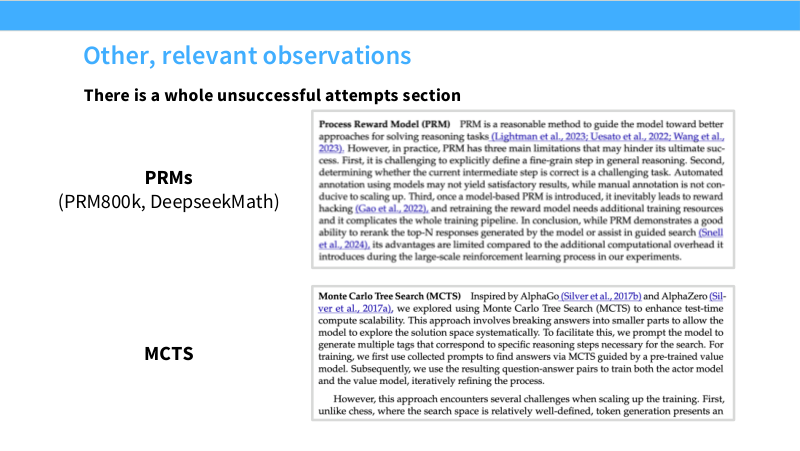 Other, relevant observations
There is a whole unsuccessful attempts section
PRMs
(PRM800k, DeepseekMath)
Process Reward Model (PRM) PRM is a reasonable method to guide the model toward better
approaches for solving reasoning tasks (Lightman et al., 2023; Uesato et al., 2022; Wang et al.,
2023). However, in practice, PRM has three main limitations that may hinder its ultimate suc-
cess. First, it is challenging to explicitly define a fine-grain step in general reasoning. Second,
determining whether the current intermediate step is correct is a challenging task. Automated
annotation using models may not yield satisfactory results, while manual annotation is not con-
ducive to scaling up. Third, once a model-based PRM is introduced, it inevitably leads to reward
hacking (Gao et al., 2022), and retraining the reward model needs additional training resources
and it complicates the whole training pipeline. In conclusion, while PRM demonstrates a good
ability to rerank the top-N responses generated by the model or assist in guided search (Snell
et al., 2024), its advantages are limited compared to the additional computational overhead it
introduces during the large-scale reinforcement learning process in our experiments.
MCTS
Monte Carlo Tree Search (MCTS) Inspired by AlphaGo (Silver et al., 2017b) and AlphaZero (Sil-
ver et al., 2017a), we explored using Monte Carlo Tree Search (MCTS) to enhance test-time
compute scalability. This approach involves breaking answers into smaller parts to allow the
model to explore the solution space systematically. To facilitate this, we prompt the model to
generate multiple tags that correspond to specific reasoning steps necessary for the search. For
training, we first use collected prompts to find answers via MCTS guided by a pre-trained value
model. Subsequently, we use the resulting question-answer pairs to train both the actor model
and the value model, iteratively refining the process.
However, this approach encounters several challenges when scaling up the training. First,
unlike chess, where the search space is relatively well-defined, token generation presents an